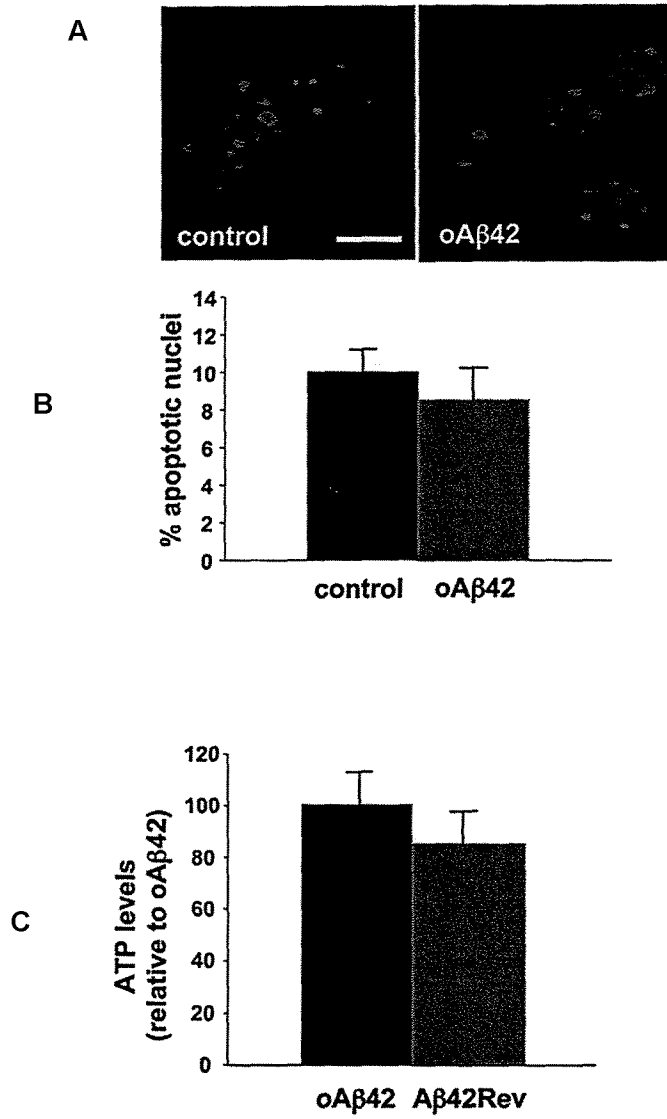 A
control
oAβ42
B
% apoptotic nuclei
14
12
10
8
6
4
2
0
control oAβ42
C
ATP levels
(relative to oAβ42)
120
100
80
60
40
20
0
oAβ42 Aβ42Rev